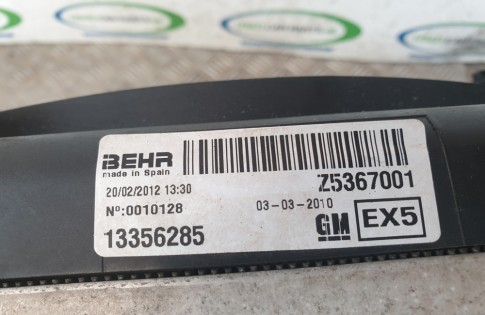 BEHR
made in Spain
20/02/2012 13:30
Nº:0010128
13356285
Z5367001
03-03-2010
GM
EX5